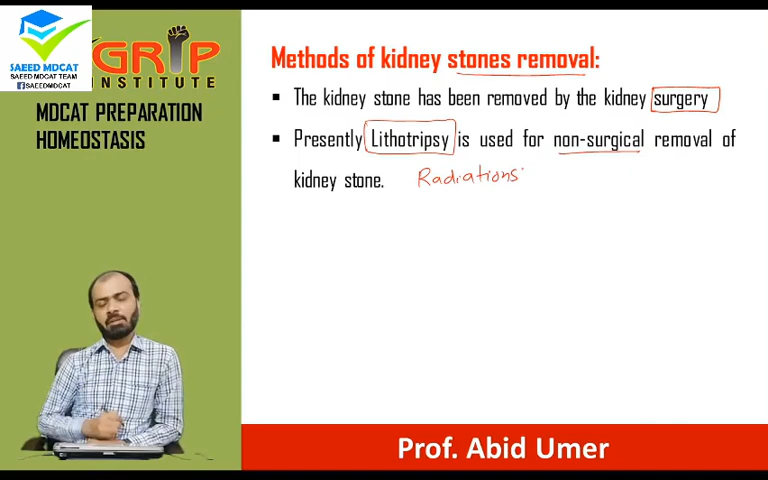 SAEED MDCAT
SAEED MDCAT TEAM
SAEEDMDCAT
GRIP
INSTITUTE
MDCAT PREPARATION
HOMEOSTASIS
Methods of kidney stones removal:
The kidney stone has been removed by the kidney surgery
Presently Lithotripsy is used for non-surgical removal of
kidney stone. Radiations
Prof. Abid Umer